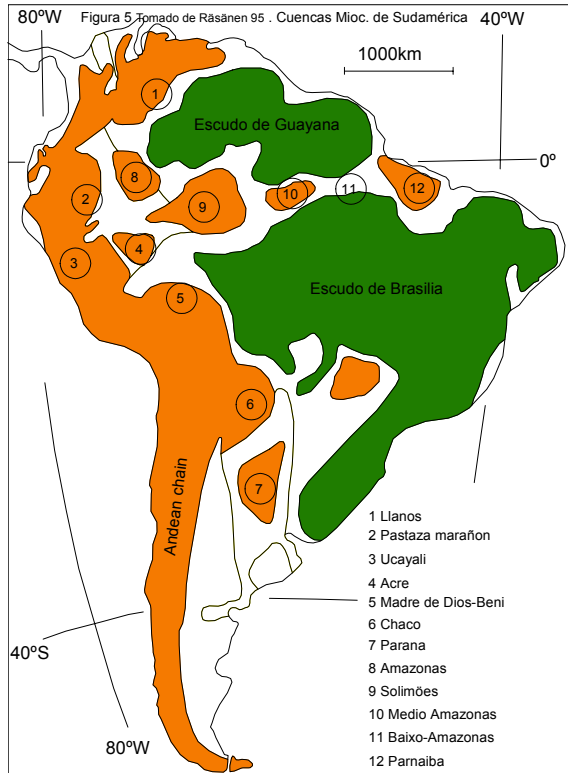 Figura 5 Tomado de Räsänen 95 . Cuencas Mioc. de Sudamérica
80ºW
40ºW
1000km
1
Escudo de Guayana
0º
8
11
12
10
2
9
4
3
Escudo de Brasilia
5
6
7
Andean chain
1 Llanos
2 Pastaza marañon
3 Ucayali
4 Acre
5 Madre de Dios-Beni
6 Chaco
7 Parana
8 Amazonas
9 Solimöes
10 Medio Amazonas
11 Baixo-Amazonas
12 Parnaiba
40ºS
80ºW